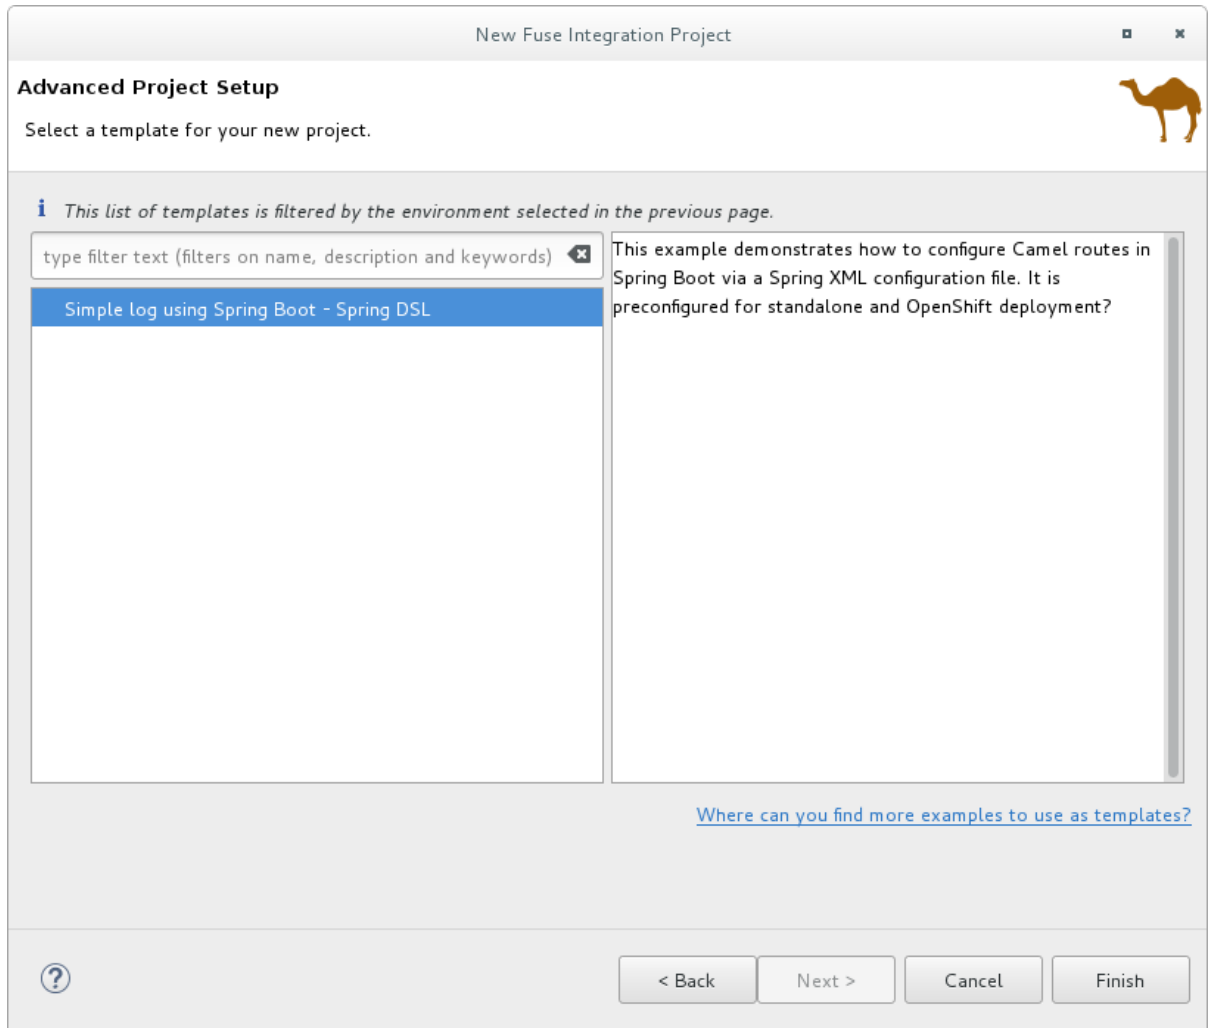 New Fuse Integration Project
Advanced Project Setup
Select a template for your new project.
This list of templates is filtered by the environment selected in the previous page.
type filter text (filters on name, description and keywords)
Simple log using Spring Boot - Spring DSL
This example demonstrates how to configure Camel routes in
Spring Boot via a Spring XML configuration file. It is
preconfigured for standalone and OpenShift deployment?
Where can you find more examples to use as templates?
< Back
Next >
Cancel
Finish